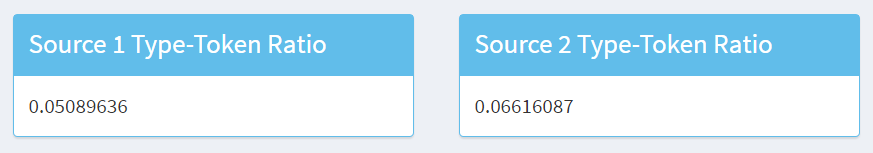 Source 1 Type-Token Ratio
0.05089636
Source 2 Type-Token Ratio
0.06616087